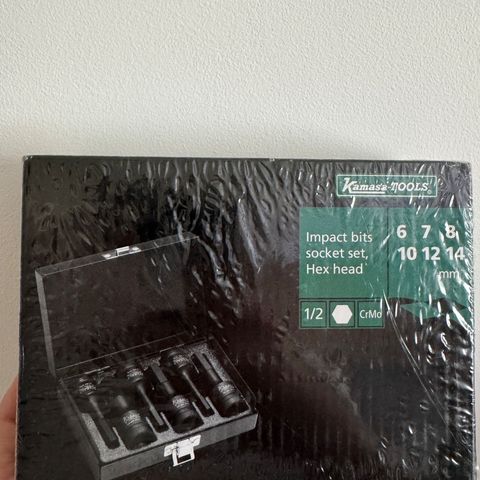 Kamasa-TOOLS
Impact bits
socket set,
Hex head
6 7 8
10 12 14
mm
1/2
CrMo